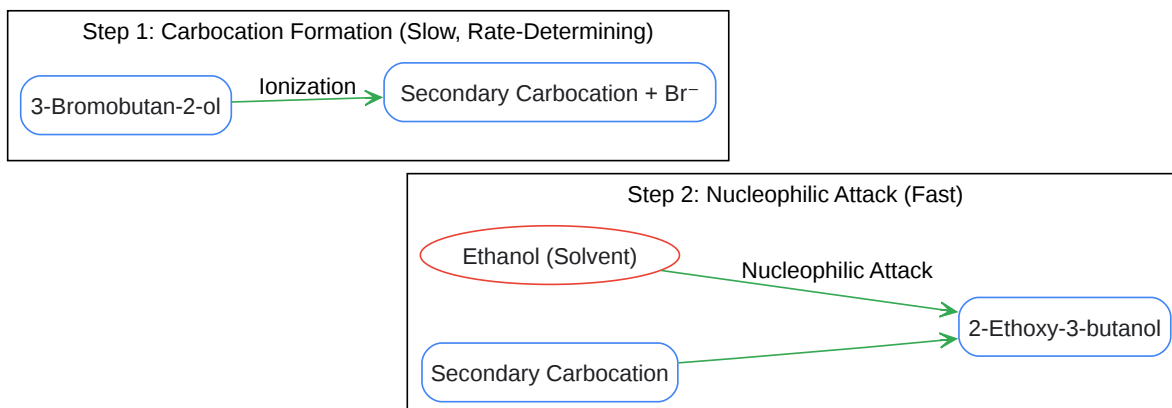 Step 1: Carbocation Formation (Slow, Rate-Determining)
3-Bromobutan-2-ol
Ionization
Secondary Carbocation + Br⁻
Step 2: Nucleophilic Attack (Fast)
Ethanol (Solvent)
Nucleophilic Attack
2-Ethoxy-3-butanol
Secondary Carbocation